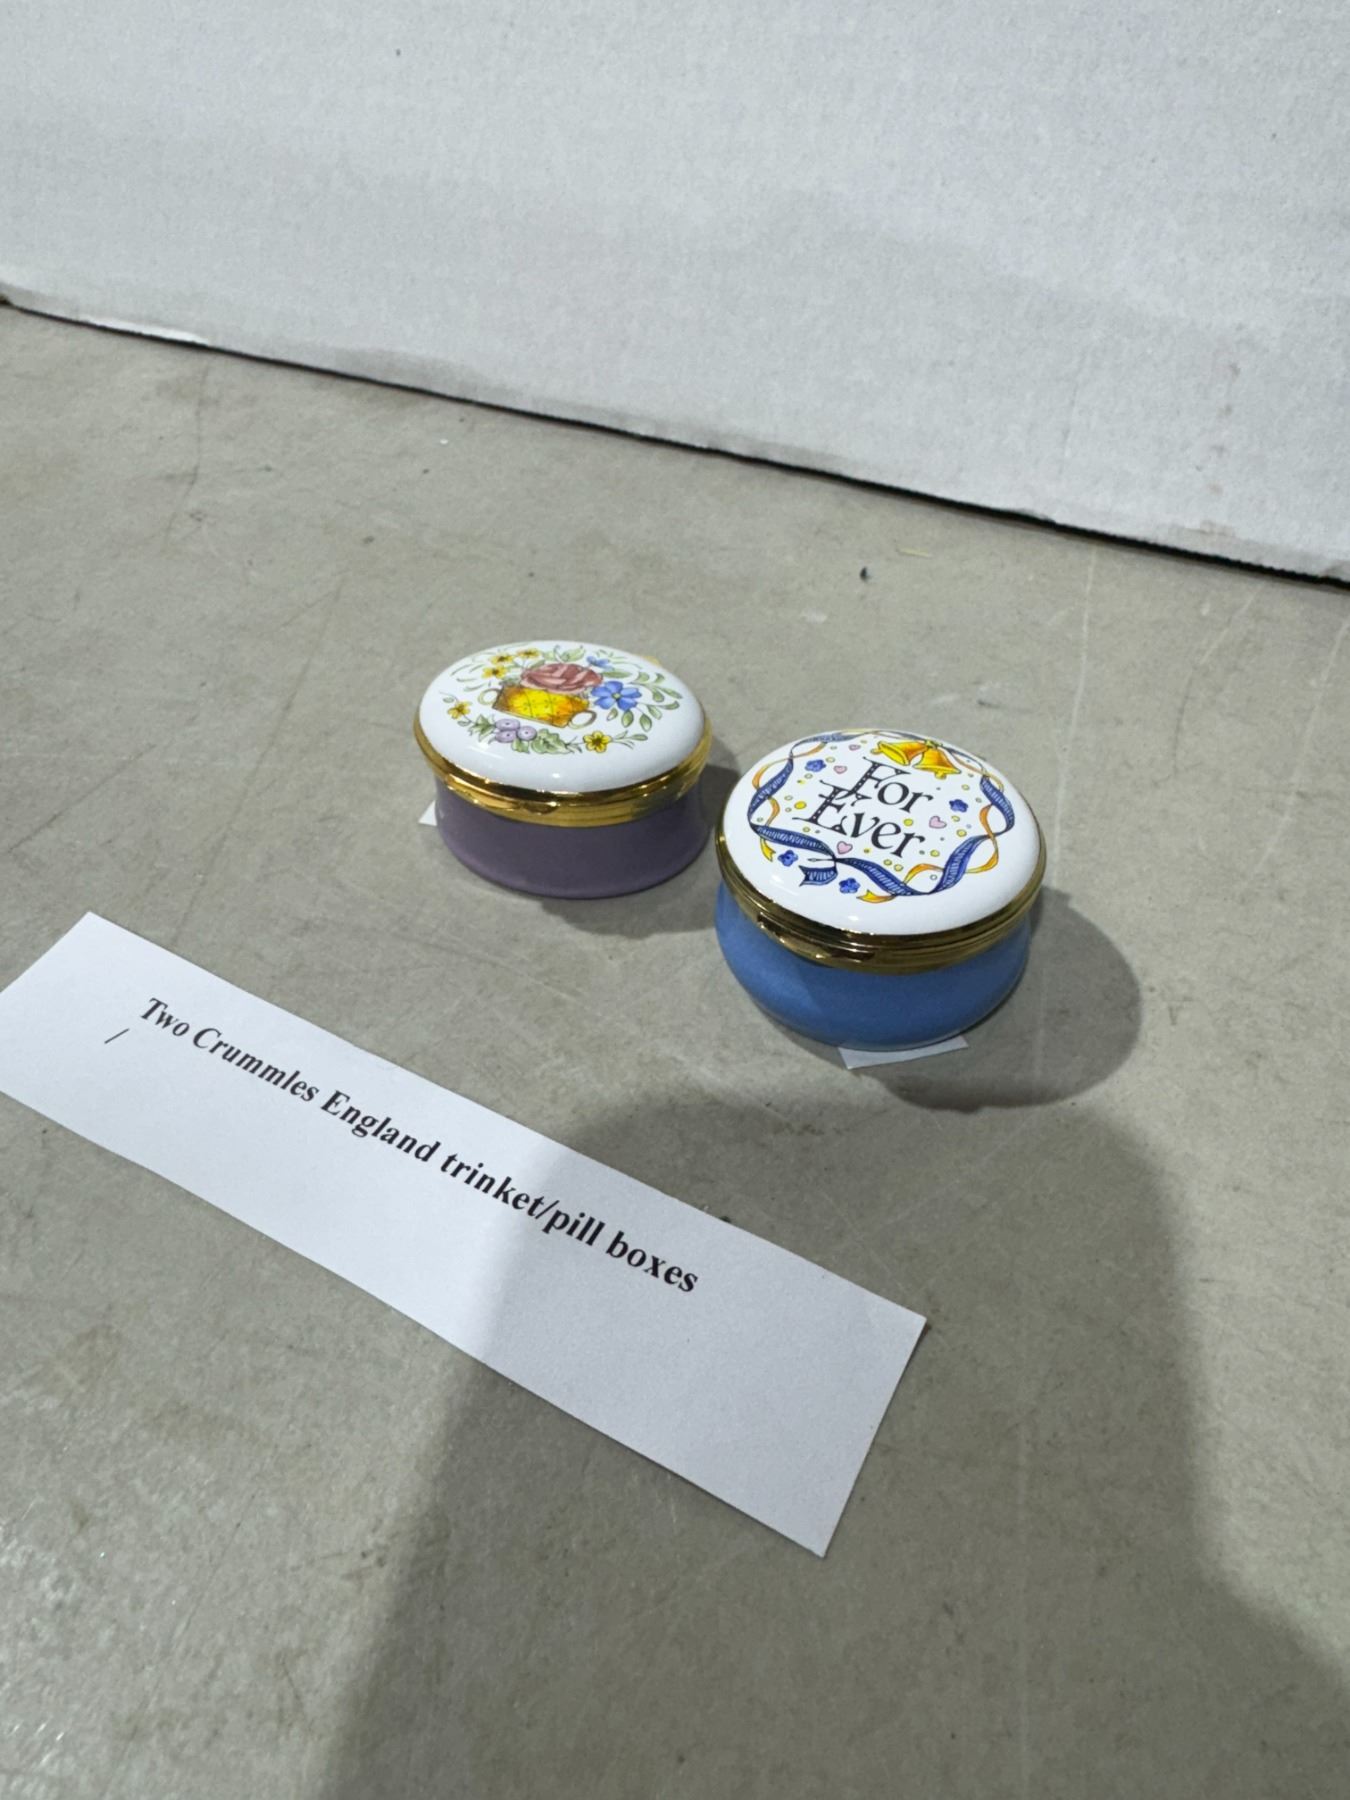 For
Ever
Two Crummles England trinket/pill boxes
/